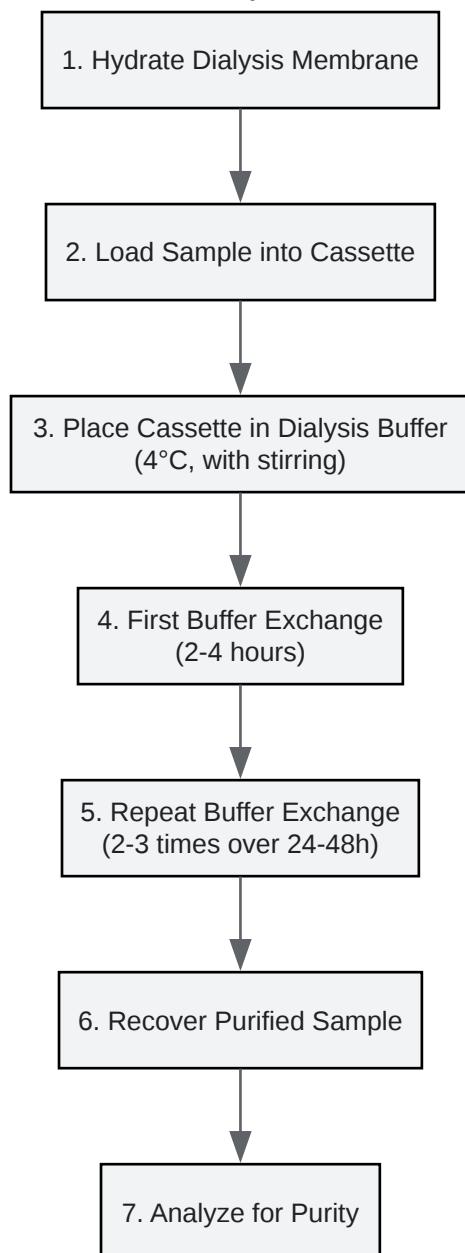 1. Hydrate Dialysis Membrane
2. Load Sample into Cassette
3. Place Cassette in Dialysis Buffer
(4°C, with stirring)
4. First Buffer Exchange
(2-4 hours)
5. Repeat Buffer Exchange
(2-3 times over 24-48h)
6. Recover Purified Sample
7. Analyze for Purity